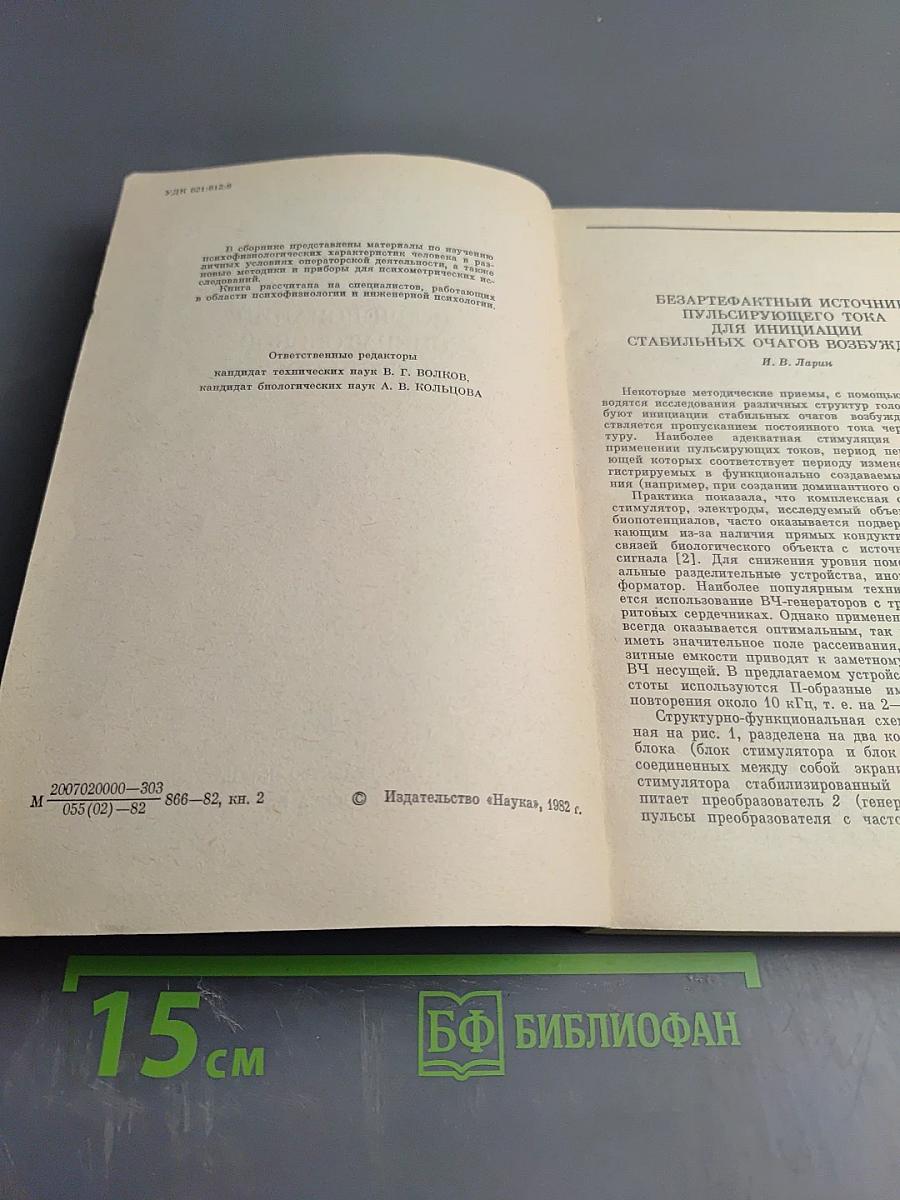 УДК 621:612.8
В сборнике представлены материалы по изучению
психофизиологических характеристик человека в раз-
личных условиях операторской деятельности, а также
новые методики и приборы для психометрических ис-
следований.
Книга рассчитана на специалистов, работающих
в области психофизиологии и инженерной психологии.
Ответственные редакторы
кандидат технических наук В. Г. ВОЛКОВ,
кандидат биологических наук А. В. КОЛЬЦОВА
М 2007020000—303
055(02)—82
866—82, кн. 2
© Издательство «Наука», 1982 г.
БЕЗАРТЕФАКТНЫЙ ИСТОЧНИ
ПУЛЬСИРУЮЩЕГО ТОКА
ДЛЯ ИНИЦИАЦИИ
СТАБИЛЬНЫХ ОЧАГОВ ВОЗБУЖД
И. В. Ларин
Некоторые методические приемы, с помощью
водятся исследования различных структур голо
буют инициации стабильных очагов возбужд
ствляется пропусканием постоянного тока чер
туру. Наиболее адекватная стимуляция
применении пульсирующих токов, период пе
ющей которых соответствует периоду измене
гистрируемых в функционально создаваемы
ния (например, при создании доминантного о
Практика показала, что комплексная с
стимулятор, электроды, исследуемый объе
биопотенциалов, часто оказывается подвер
кающим из-за наличия прямых кондукти
связей биологического объекта с источн
сигнала [2]. Для снижения уровня поме
альные разделительные устройства, ино
форматор. Наиболее популярным техни
ется использование ВЧ-генераторов с тр
ритовых сердечниках. Однако применен
всегда оказывается оптимальным, так
иметь значительное поле рассеивания,
зитные емкости приводят к заметному
ВЧ несущей. В предлагаемом устройс
стоты используются П-образные им
повторения около 10 кГц, т. е. на 2—
Структурно-функциональная схем
ная на рис. 1, разделена на два ко
блока (блок стимулятора и блок
соединенных между собой экрани
стимулятора стабилизированный
питает преобразователь 2 (генер
пульсы преобразователя с часто
15 см
БФ БИБЛИОФАН